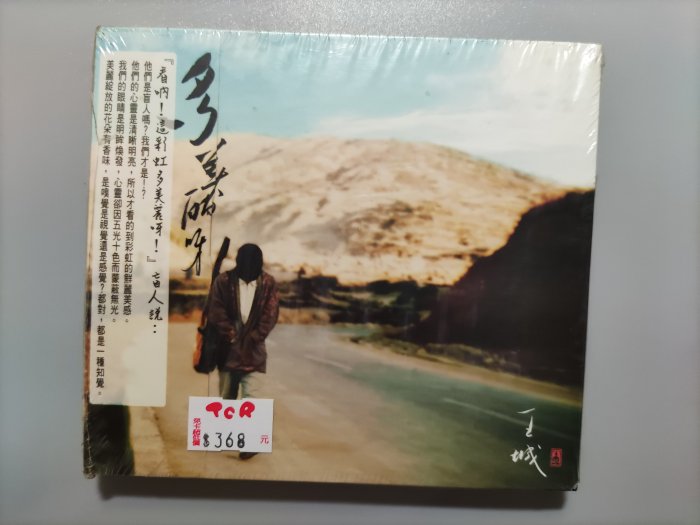 多美麗呀
『看吶！這彩虹多美麗呀！』盲人說：
他們是盲人嗎？我們才是！？
他們的心靈是清晰明亮，所以才看的到彩虹的鮮麗美感。
我們的眼睛是明眸煥發，心靈卻因五光十色而蒙蔽無光。
美麗綻放的花朵有香味，是嗅覺是視覺還是感覺？都對，都是一種知覺。
TCR
$368元
王城